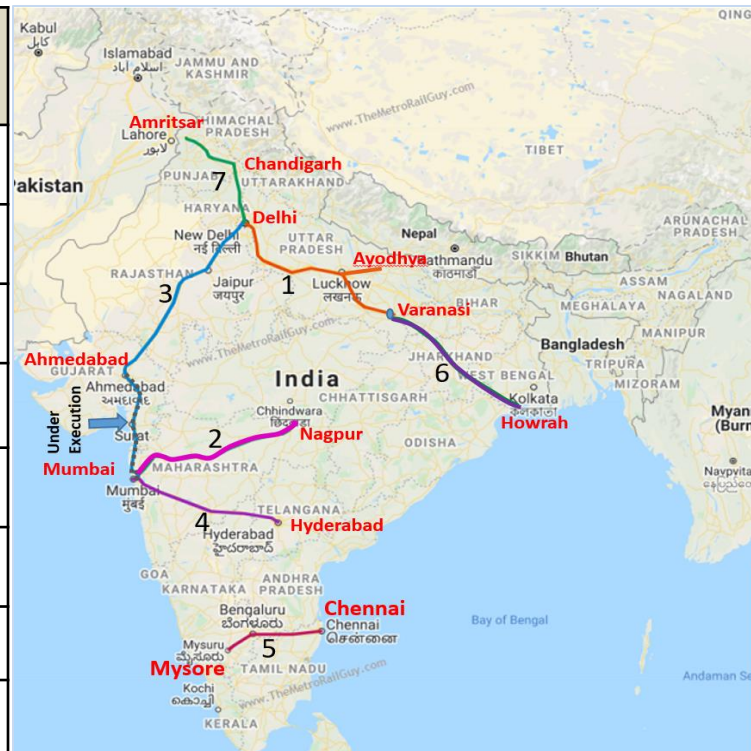 QING
Kabul
کابل
Islamabad
اسلام آباد
JAMMU AND
KASHMIR
www.TheMetroRailGuy.com
Amritsar
HIMACHAL
PRADESH
Lahore
لاہور
Chandigarh
TIBET
Pakistan
PUNJAB
7
UTTARAKHAND
HARYANA
Delhi
ARUNACHAL
PRADESH
New Delhi
नई दिल्ली
UTTAR
PRADESH
Nepal
Ayodhya
athmandu
काठमाडौं
SIKKIM
Bhutan
RAJASTHAN
Jaipur
जयपुर
1
Lucknow
लखनऊ
ASSAM
NAGALAND
3
Varanasi
BIHAR
MEGHALAYA
MANIPUR
www.TheMetroRailGuy.com
Bangladesh
Ahmedabad
GUJARAT
JHARKHAND
TRIPURA
6
WEST BENGAL
MIZORAM
Ahmedabad
અમદાવાદ
India
CHHATTISGARH
Kolkata
কলকাতা
Under
Execution
Chhindwara
Howrah
Myan
(Burm
Surat
2
Nagpur
ODISHA
Mumbai
MAHARASHTRA
Naypyita
Mumbai
मुंबई
TELANGANA
4
Hyderabad
Hyderabad
హైదరాబాద్
GOA
KARNATAKA
ANDHRA
PRADESH
Bengaluru
ಬೆಂಗಳೂರು
Chennai
Bay of Bengal
Chennai
சென்னை
5
Mysuru
ಮೈಸೂರು
Mysore
TAMIL NADU
www.TheMetroRailGuy.com
Andaman Se
Kochi
കൊച്ചി
KERALA